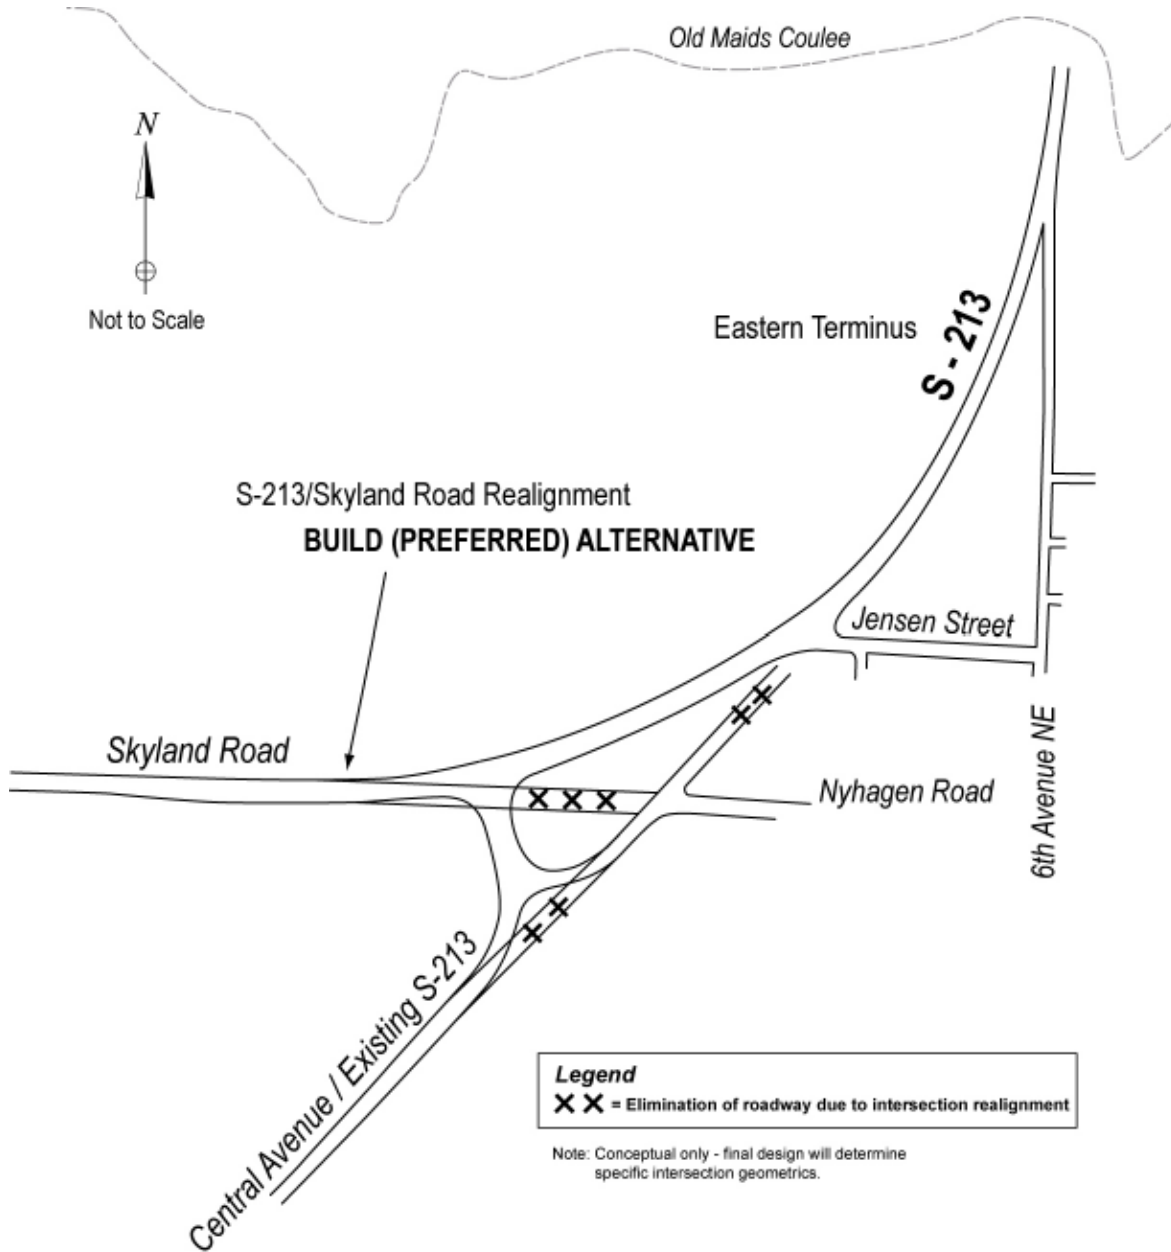 Old Maids Coulee
N
Not to Scale
Eastern Terminus
S - 213
S-213/Skyland Road Realignment
BUILD (PREFERRED) ALTERNATIVE
Jensen Street
Skyland Road
Nyhagen Road
6th Avenue NE
Central Avenue / Existing S-213
Legend
X X = Elimination of roadway due to intersection realignment
Note: Conceptual only - final design will determine
specific intersection geometrics.